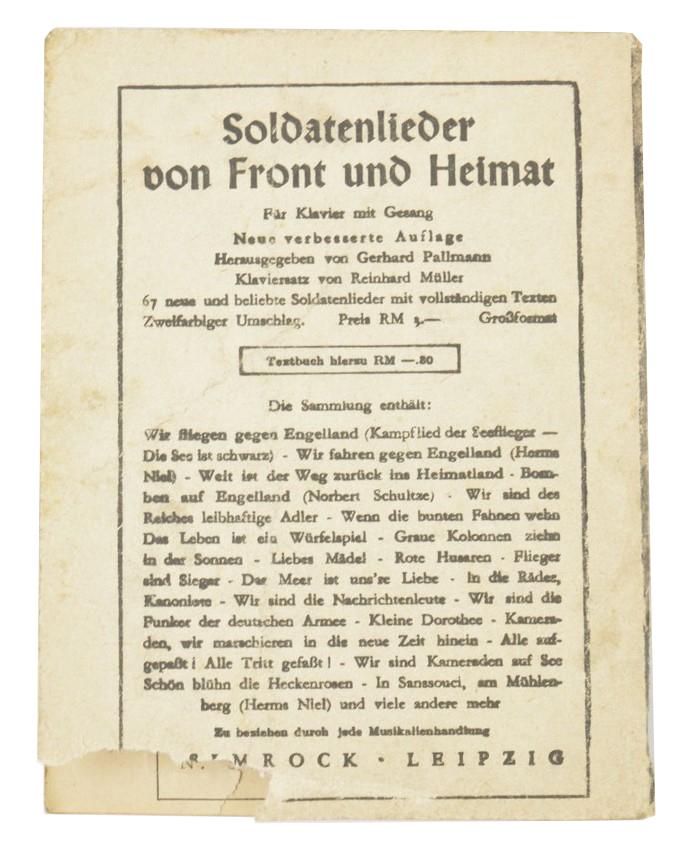 Soldatenlieder
von Front und Heimat
Für Klavier mit Gesang
Neue verbesserte Auflage
Herausgegeben von Gerhard Pallmann
Klaviersatz von Reinhard Müller
67 neue und beliebte Soldatenlieder mit vollständigen Texten
Zweifarbiger Umschlag. Preis RM 3.— Großformat
Textbuch hierzu RM —.80
Die Sammlung enthält:
Wir fliegen gegen Engelland (Kampflied der Seeflieger —
Die See ist schwarz) - Wir fahren gegen Engelland (Herms
Niel) - Weit ist der Weg zurück ins Heimatland - Bom-
ben auf Engelland (Norbert Schultze) - Wir sind des
Reiches leibhaftige Adler - Wenn die bunten Fahnen wehn
Das Leben ist ein Würfelspiel - Graue Kolonnen ziehn
in der Sonnen - Liebes Mädel - Rote Husaren - Flieger
sind Sieger - Das Meer ist uns're Liebe - In die Räder,
Kanoniere - Wir sind die Nachrichtenleute - Wir sind die
Funker der deutschen Armee - Kleine Dorothee - Kamera-
den, wir marschieren in die neue Zeit hinein - Alle auf-
gepaßt! Alle Tritt gefaßt! - Wir sind Kameraden auf See
Schön blühn die Heckenrosen - In Sanssouci, am Mühlen-
berg (Herms Niel) und viele andere mehr
Zu beziehen durch jede Musikalienhandlung
N. SIMROCK · LEIPZIG